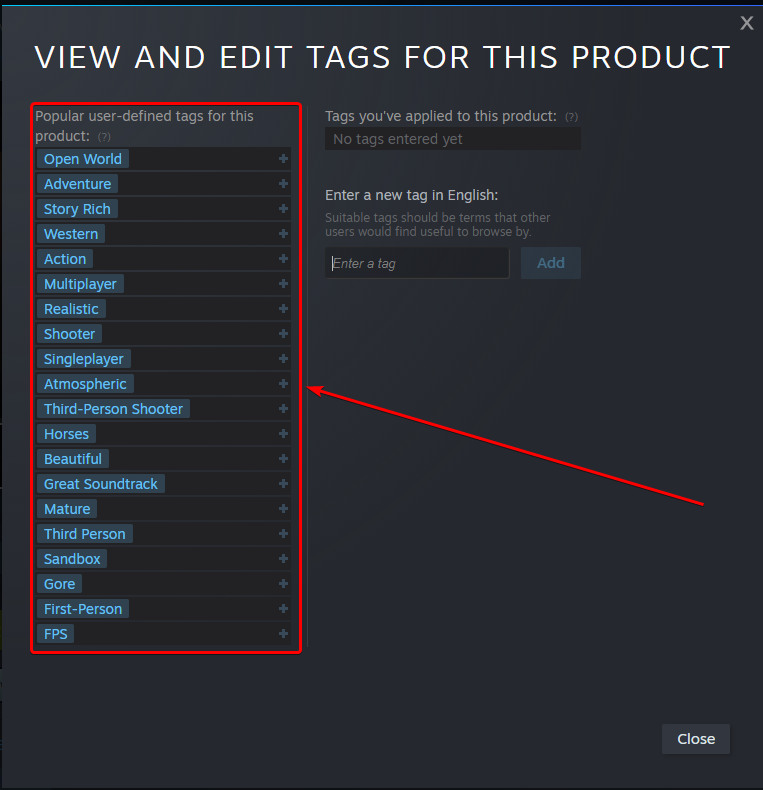 X
VIEW AND EDIT TAGS FOR THIS PRODUCT
Popular user-defined tags for this
product: (?)
Open World +
Adventure +
Story Rich +
Western +
Action +
Multiplayer +
Realistic +
Shooter +
Singleplayer +
Atmospheric +
Third-Person Shooter +
Horses +
Beautiful +
Great Soundtrack +
Mature +
Third Person +
Sandbox +
Gore +
First-Person +
FPS +
Tags you've applied to this product: (?)
No tags entered yet
Enter a new tag in English:
Suitable tags should be terms that other
users would find useful to browse by.
Enter a tag
Add
Close